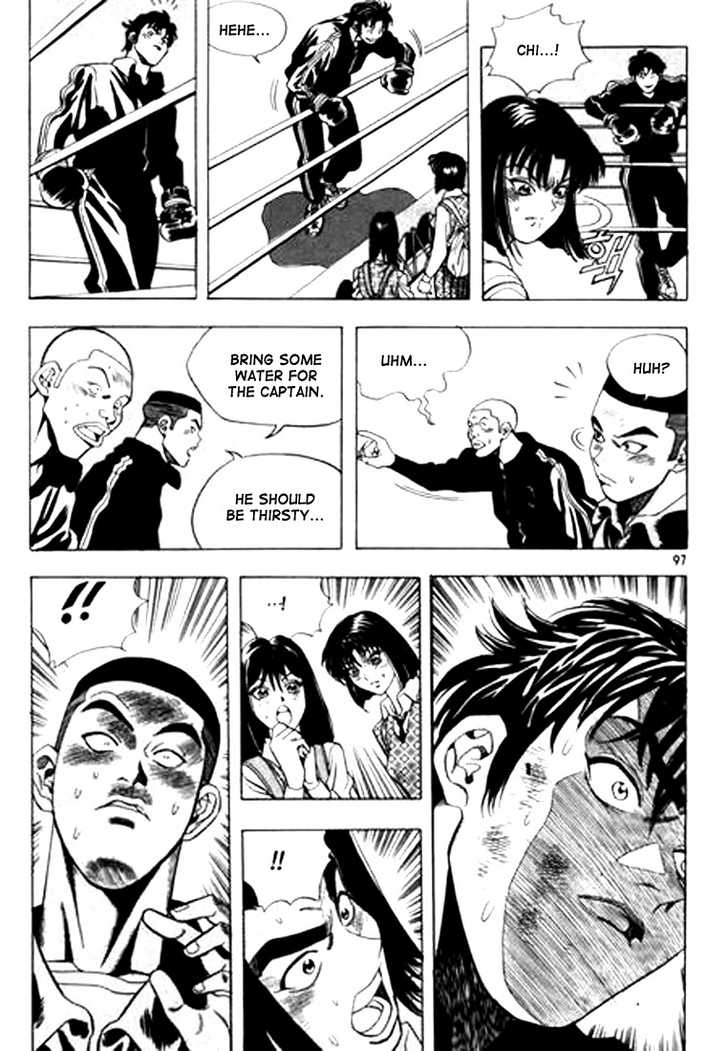 HEHE...
CHI...!
BRING SOME
WATER FOR
THE CAPTAIN.
HE SHOULD
BE THIRSTY...
UHM...
HUH?
97
!!
...!
!!